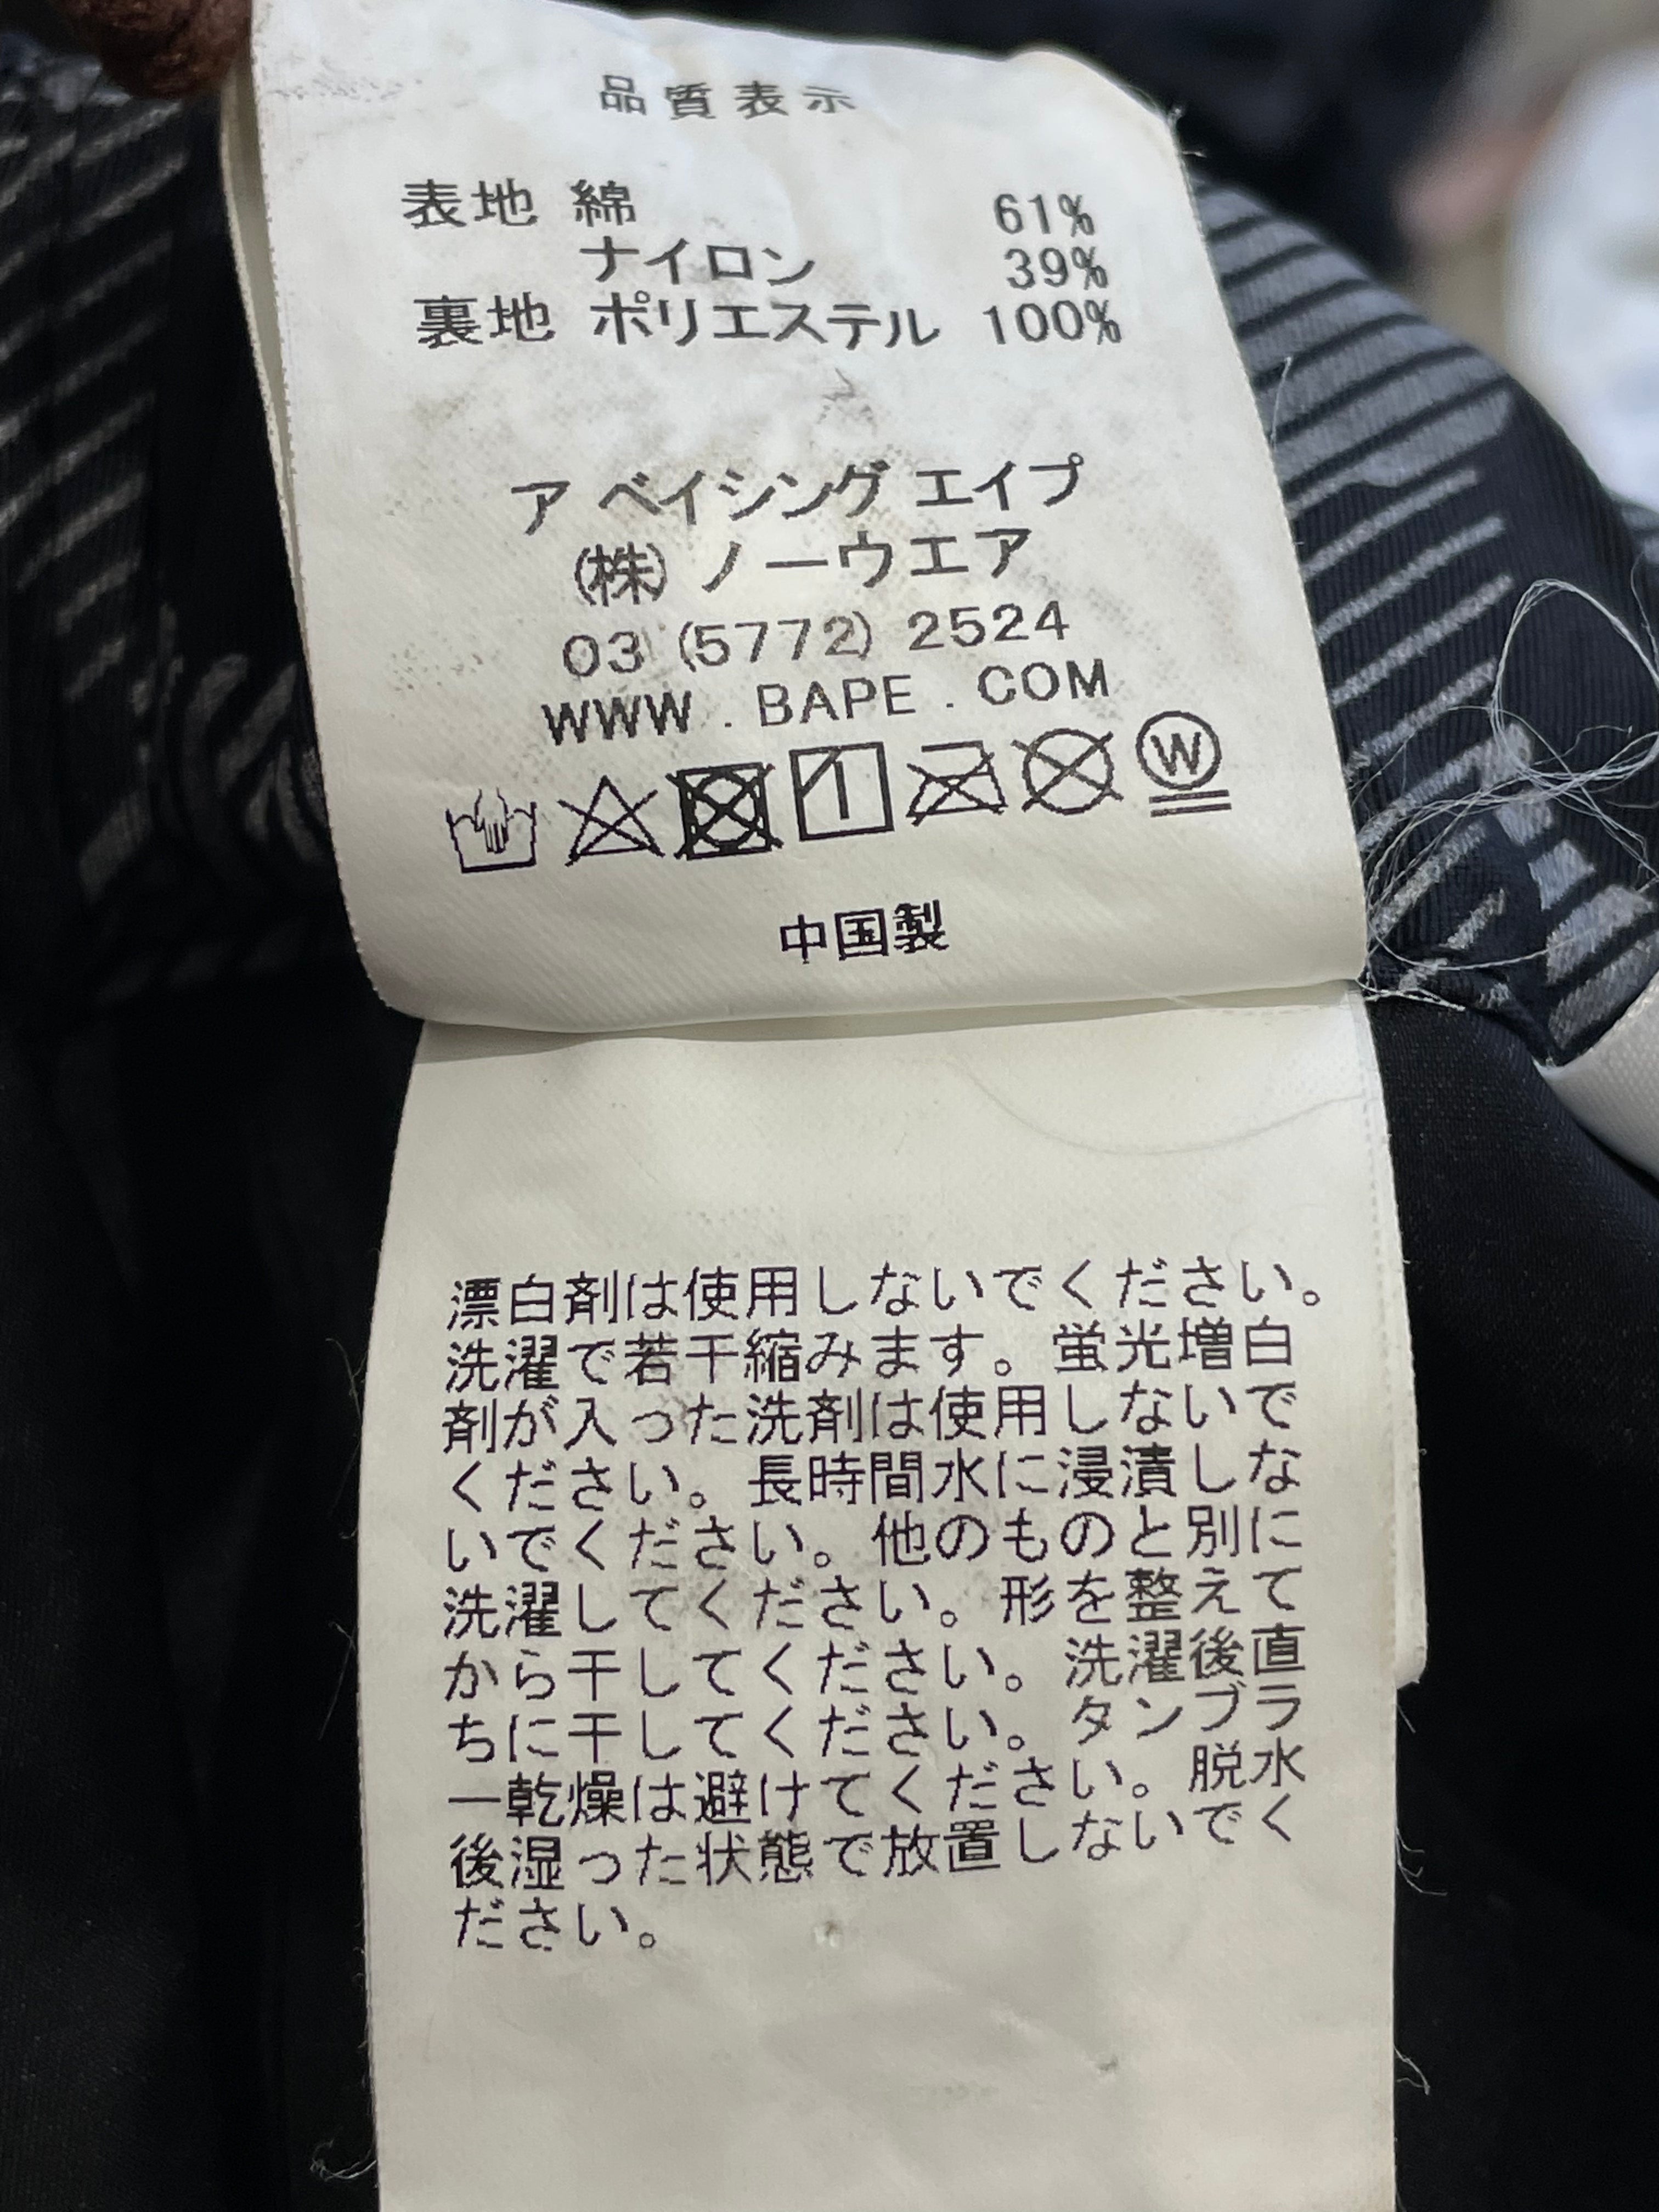 品質表示
表地 綿 61%
ナイロン 39%
裏地 ポリエステル 100%
ア ベイシング エイプ
(株) ノーウエア
03 (5772) 2524
WWW . BAPE . COM
W
中国製
漂白剤は使用しないでください。
洗濯で若干縮みます。蛍光増白
剤が入った洗剤は使用しないで
ください。長時間水に浸漬しな
いでください。他のものと別に
洗濯してください。形を整えて
から干してください。洗濯後直
ちに干してください。タンブラ
ー乾燥は避けてください。脱水
後湿った状態で放置しないでく
ださい。